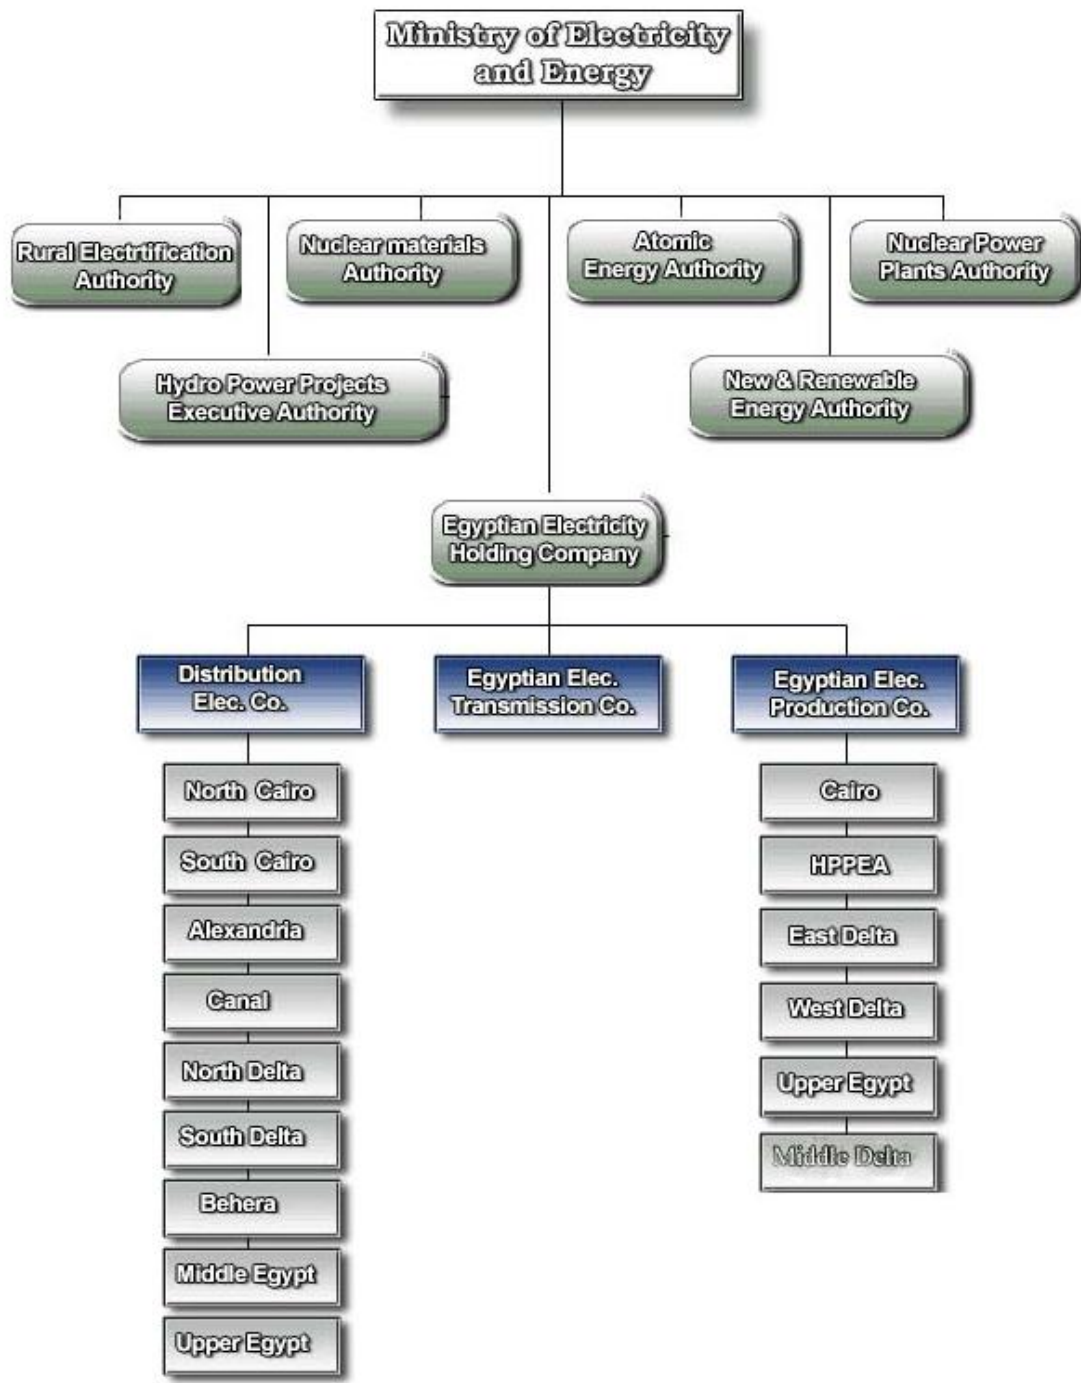 Ministry of Electricity
and Energy
Rural Electrtification
Authority
Nuclear materials
Authority
Atomic
Energy Authority
Nuclear Power
Plants Authority
Hydro Power Projects
Executive Authority
New & Renewable
Energy Authority
Egyptian Electricity
Holding Company
Distribution
Elec. Co.
Egyptian Elec.
Transmission Co.
Egyptian Elec.
Production Co.
North Cairo
South Cairo
Alexandria
Canal
North Delta
South Delta
Behera
Middle Egypt
Upper Egypt
Cairo
HPPEA
East Delta
West Delta
Upper Egypt
Middle Delta